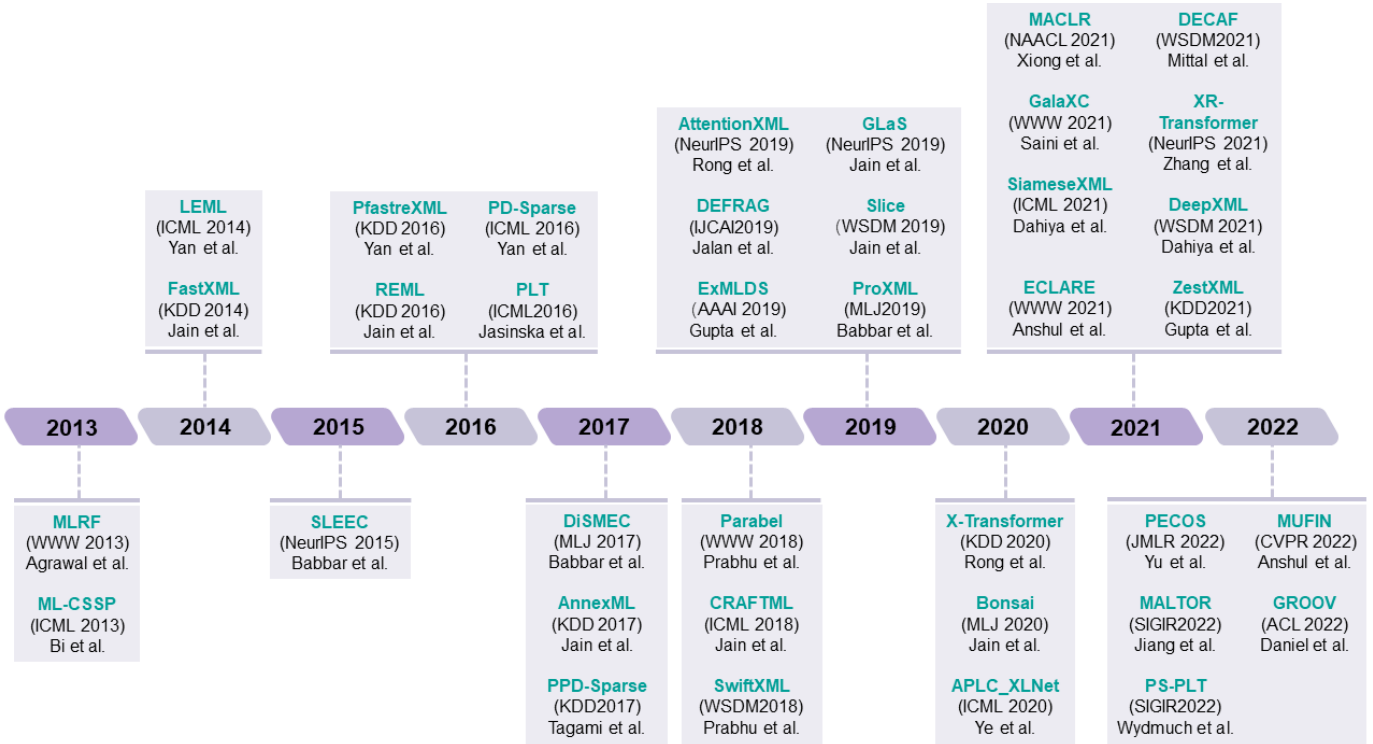 MACLR
(NAACL 2021)
Xiong et al.
DECAF
(WSDM2021)
Mittal et al.
GalaXC
(WWW 2021)
Saini et al.
XR-
Transformer
(NeurIPS 2021)
Zhang et al.
SiameseXML
(ICML 2021)
Dahiya et al.
DeepXML
(WSDM 2021)
Dahiya et al.
ECLARE
(WWW 2021)
Anshul et al.
ZestXML
(KDD2021)
Gupta et al.
AttentionXML
(NeurIPS 2019)
Rong et al.
GLaS
(NeurIPS 2019)
Jain et al.
DEFRAG
(IJCAI2019)
Jalan et al.
Slice
(WSDM 2019)
Jain et al.
ExMLDS
(AAAI 2019)
Gupta et al.
ProXML
(MLJ2019)
Babbar et al.
LEML
(ICML 2014)
Yan et al.
FastXML
(KDD 2014)
Jain et al.
PfastreXML
(KDD 2016)
Yan et al.
PD-Sparse
(ICML 2016)
Yan et al.
REML
(KDD 2016)
Jain et al.
PLT
(ICML2016)
Jasinska et al.
2013
2014
2015
2016
2017
2018
2019
2020
2021
2022
MLRF
(WWW 2013)
Agrawal et al.
ML-CSSP
(ICML 2013)
Bi et al.
SLEEC
(NeurIPS 2015)
Babbar et al.
DiSMEC
(MLJ 2017)
Babbar et al.
AnnexML
(KDD 2017)
Jain et al.
PPD-Sparse
(KDD2017)
Tagami et al.
Parabel
(WWW 2018)
Prabhu et al.
CRAFTML
(ICML 2018)
Jain et al.
SwiftXML
(WSDM2018)
Prabhu et al.
X-Transformer
(KDD 2020)
Rong et al.
Bonsai
(MLJ 2020)
Jain et al.
APLC_XLNet
(ICML 2020)
Ye et al.
PECOS
(JMLR 2022)
Yu et al.
MUFIN
(CVPR 2022)
Anshul et al.
MALTOR
(SIGIR2022)
Jiang et al.
GROOV
(ACL 2022)
Daniel et al.
PS-PLT
(SIGIR2022)
Wydmuch et al.